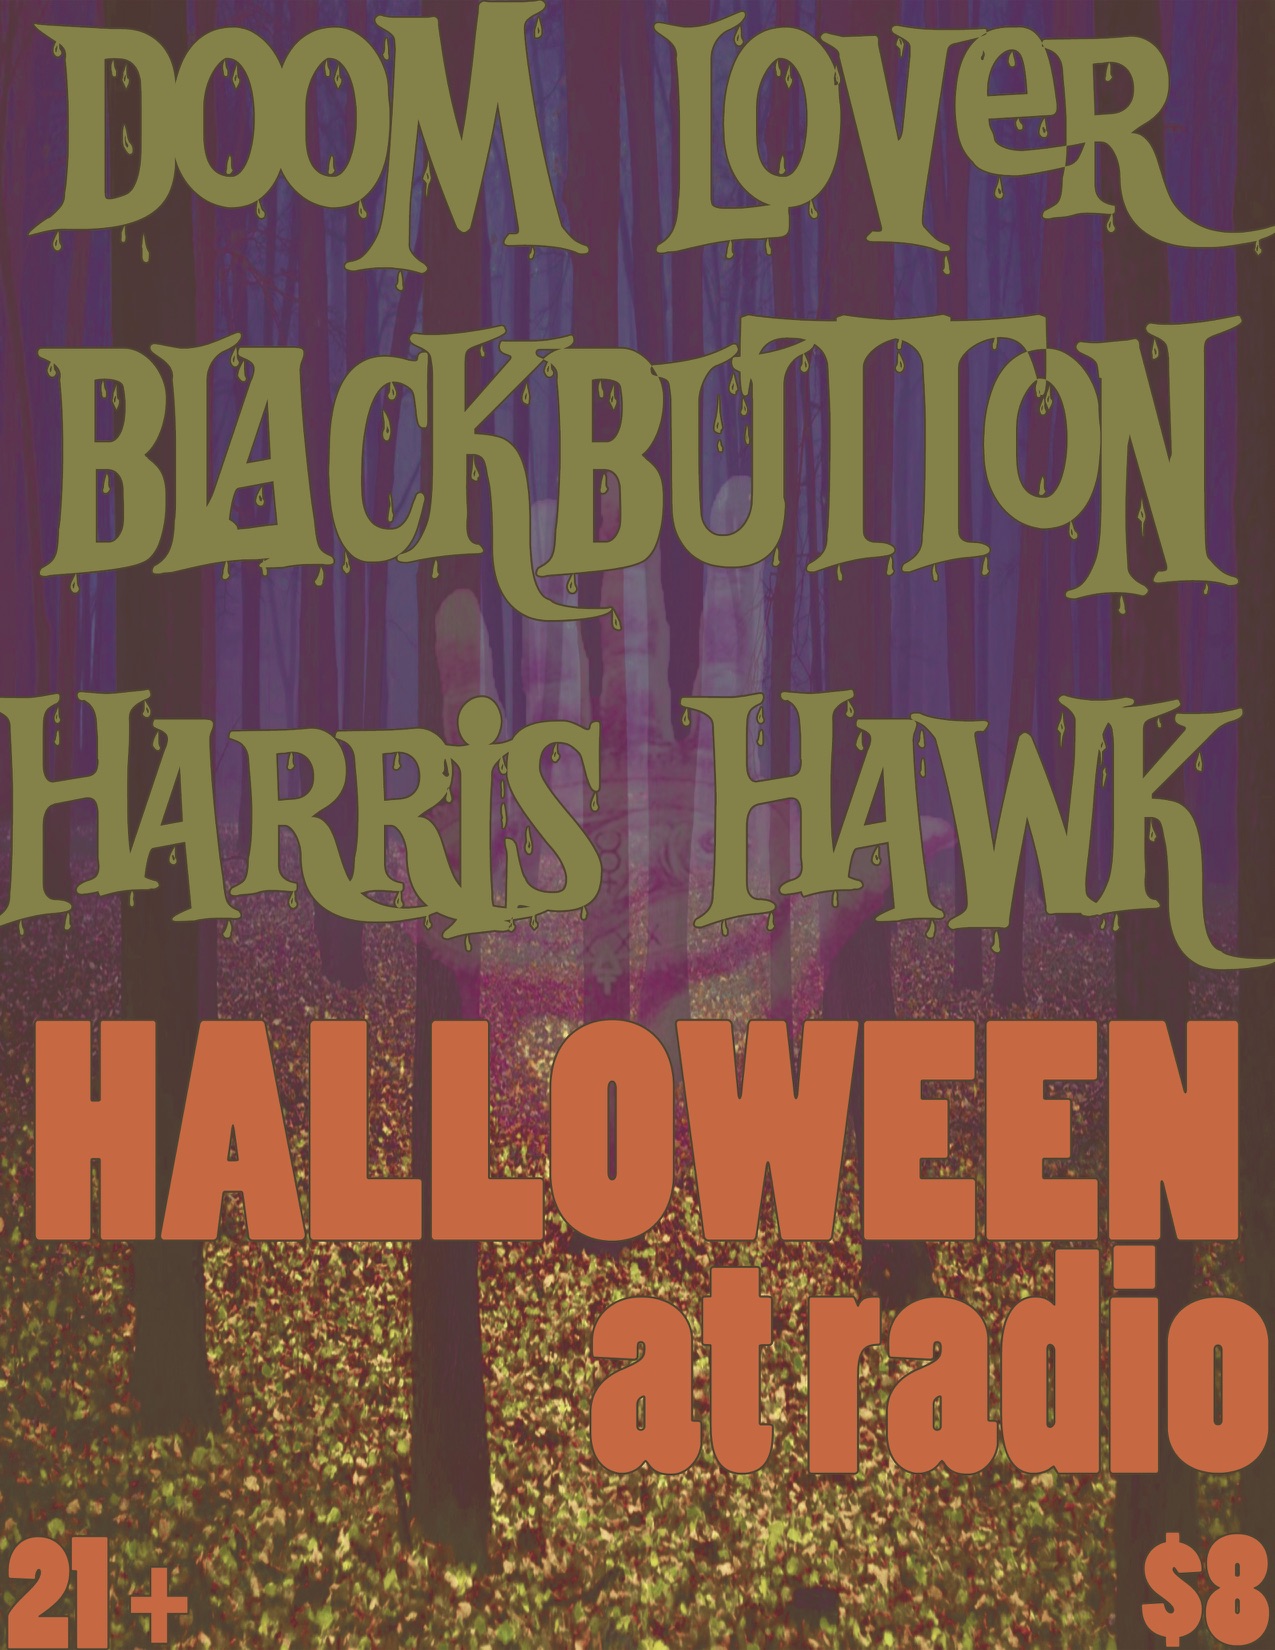 DOOM LOVeR
BLACKBUTTON
HARRiS HAWK
HALLOWEEN
at radio
21+ $8